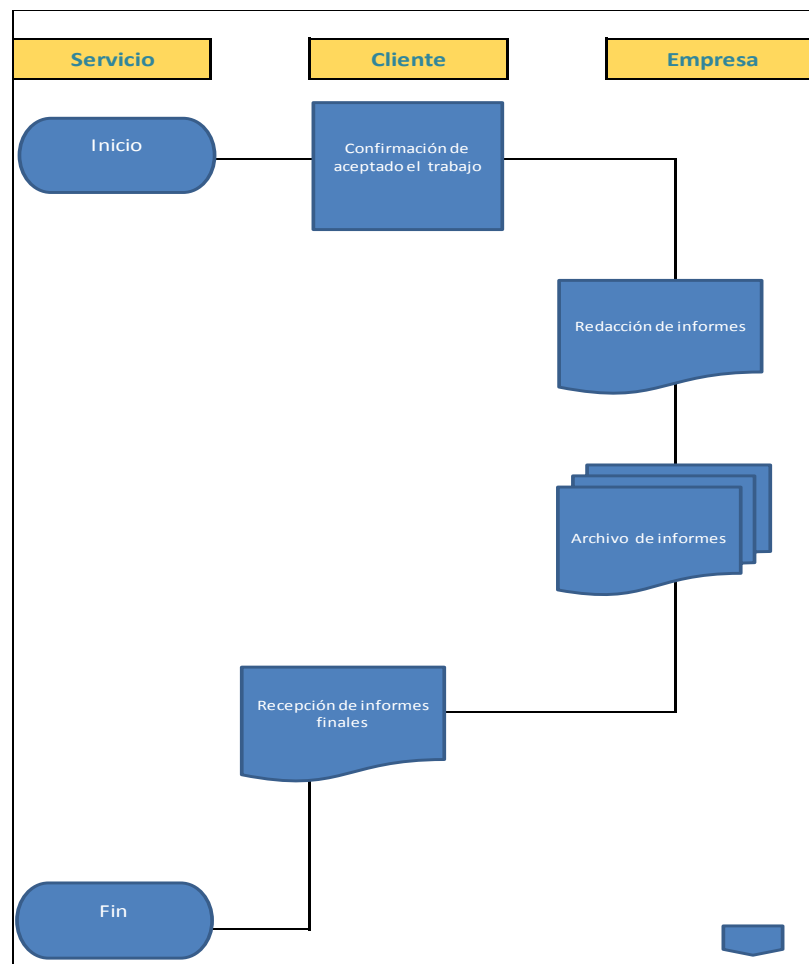 Servicio
Cliente
Empresa
Inicio
Confirmación de
aceptado el trabajo
Redacción de informes
Archivo de informes
Recepción de informes
finales
Fin